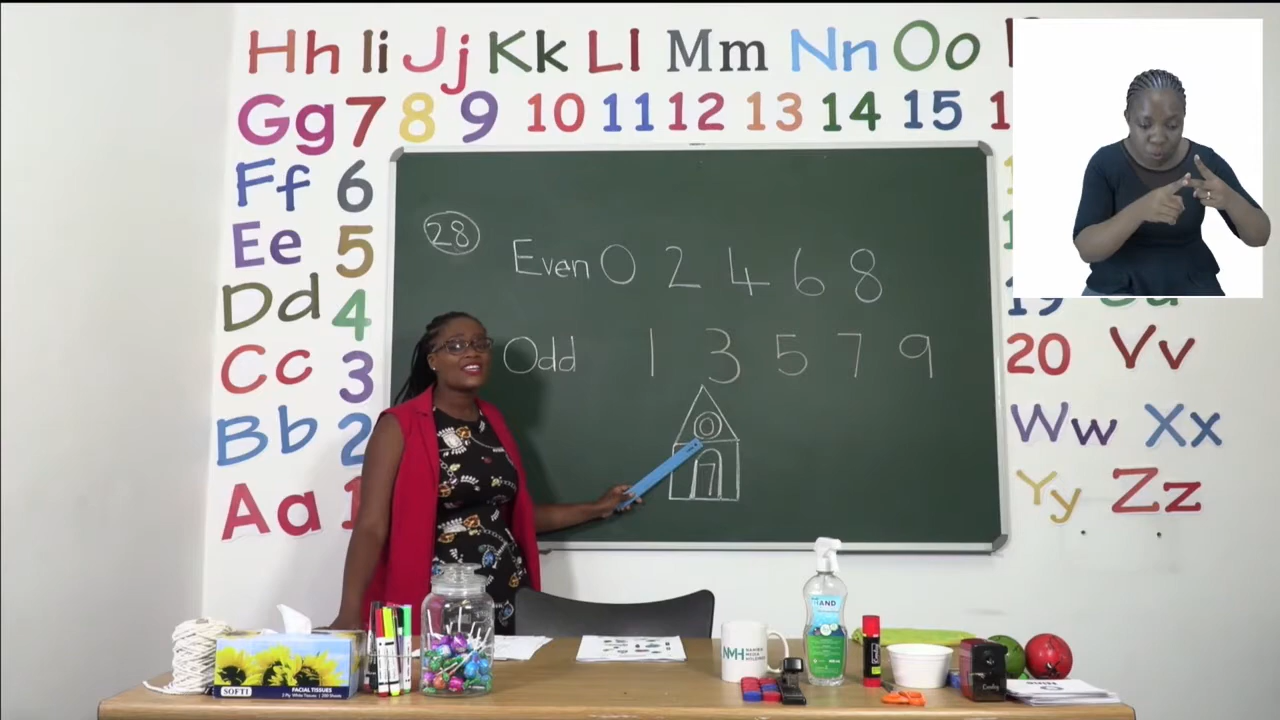 Hh Ii Jj Kk Ll Mm Nn Oo
Gg 7 8 9 10 11 12 13 14 15
Ff 6
Ee 5
Dd 4
Cc 3
Bb 2
Aa 1
28
Even 0 2 4 6 8
Odd 1 3 5 7 9
0
7
19
20 Vv
Ww Xx
Yy Zz
SOFTI
FACIAL TISSUES
NMH
HAND